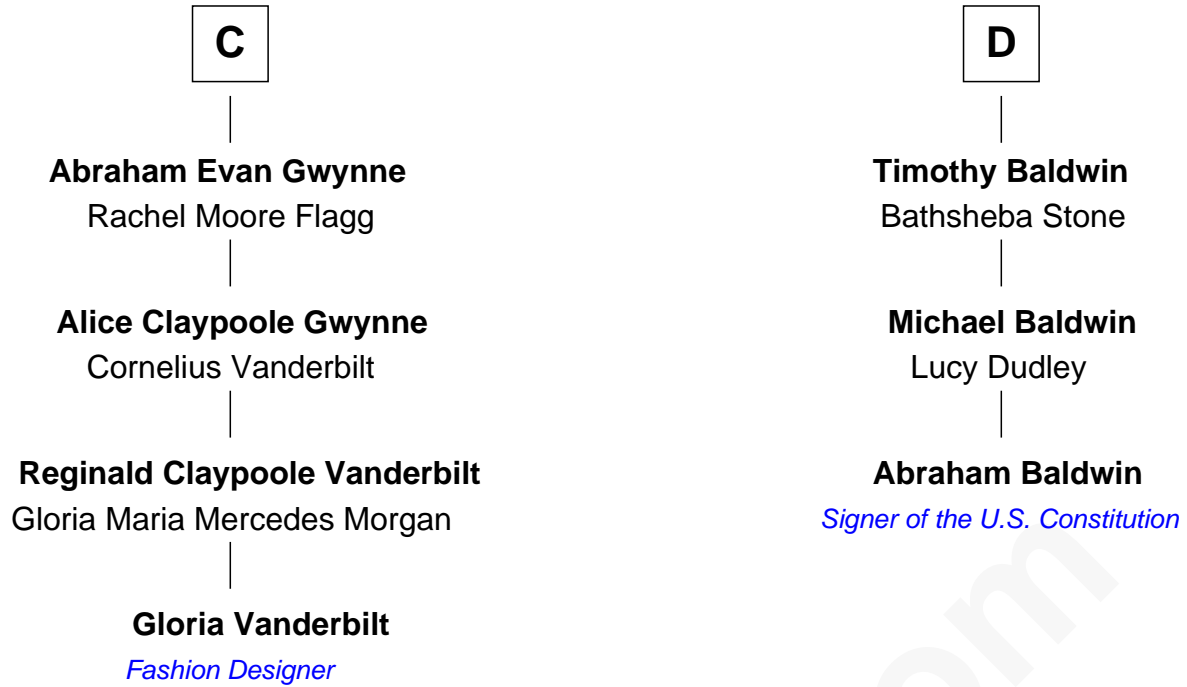 C
Abraham Evan Gwynne
Rachel Moore Flagg
Alice Claypoole Gwynne
Cornelius Vanderbilt
Reginald Claypoole Vanderbilt
Gloria Maria Mercedes Morgan
Gloria Vanderbilt
Fashion Designer
D
Timothy Baldwin
Bathsheba Stone
Michael Baldwin
Lucy Dudley
Abraham Baldwin
Signer of the U.S. Constitution
om